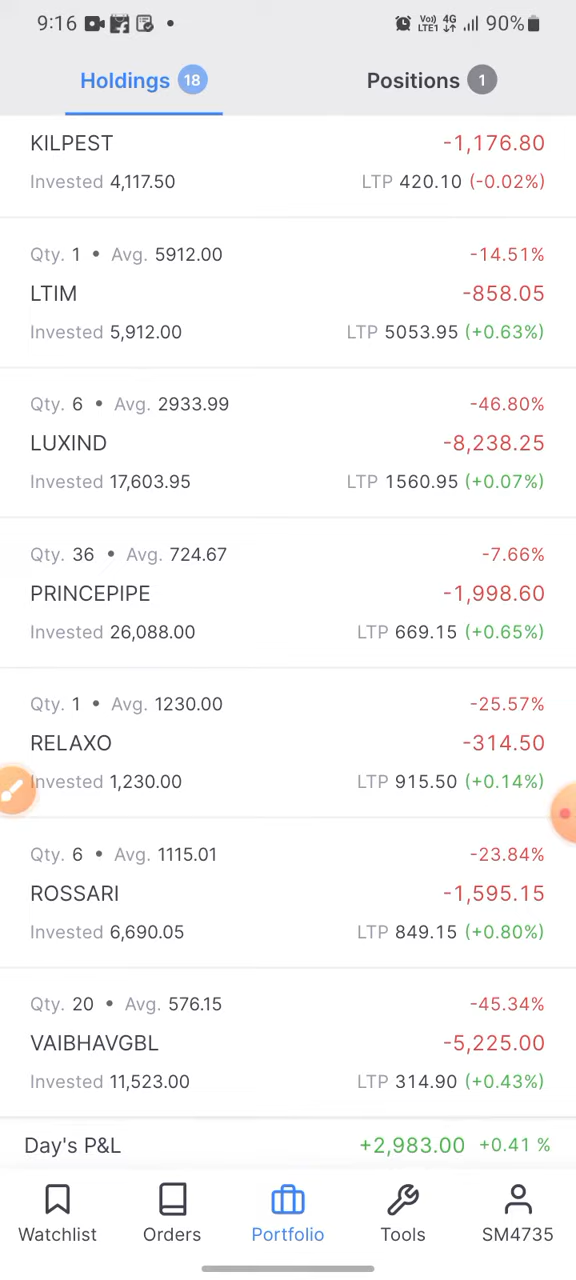 9:16 Vo) LTE1 4G 90%
Holdings 18 Positions 1
KILPEST -1,176.80
Invested 4,117.50 LTP 420.10 (-0.02%)
Qty. 1 • Avg. 5912.00 -14.51%
LTIM -858.05
Invested 5,912.00 LTP 5053.95 (+0.63%)
Qty. 6 • Avg. 2933.99 -46.80%
LUXIND -8,238.25
Invested 17,603.95 LTP 1560.95 (+0.07%)
Qty. 36 • Avg. 724.67 -7.66%
PRINCEPIPE -1,998.60
Invested 26,088.00 LTP 669.15 (+0.65%)
Qty. 1 • Avg. 1230.00 -25.57%
RELAXO -314.50
Invested 1,230.00 LTP 915.50 (+0.14%)
Qty. 6 • Avg. 1115.01 -23.84%
ROSSARI -1,595.15
Invested 6,690.05 LTP 849.15 (+0.80%)
Qty. 20 • Avg. 576.15 -45.34%
VAIBHAVGBL -5,225.00
Invested 11,523.00 LTP 314.90 (+0.43%)
Day's P&L +2,983.00 +0.41 %
Watchlist Orders Portfolio Tools SM4735